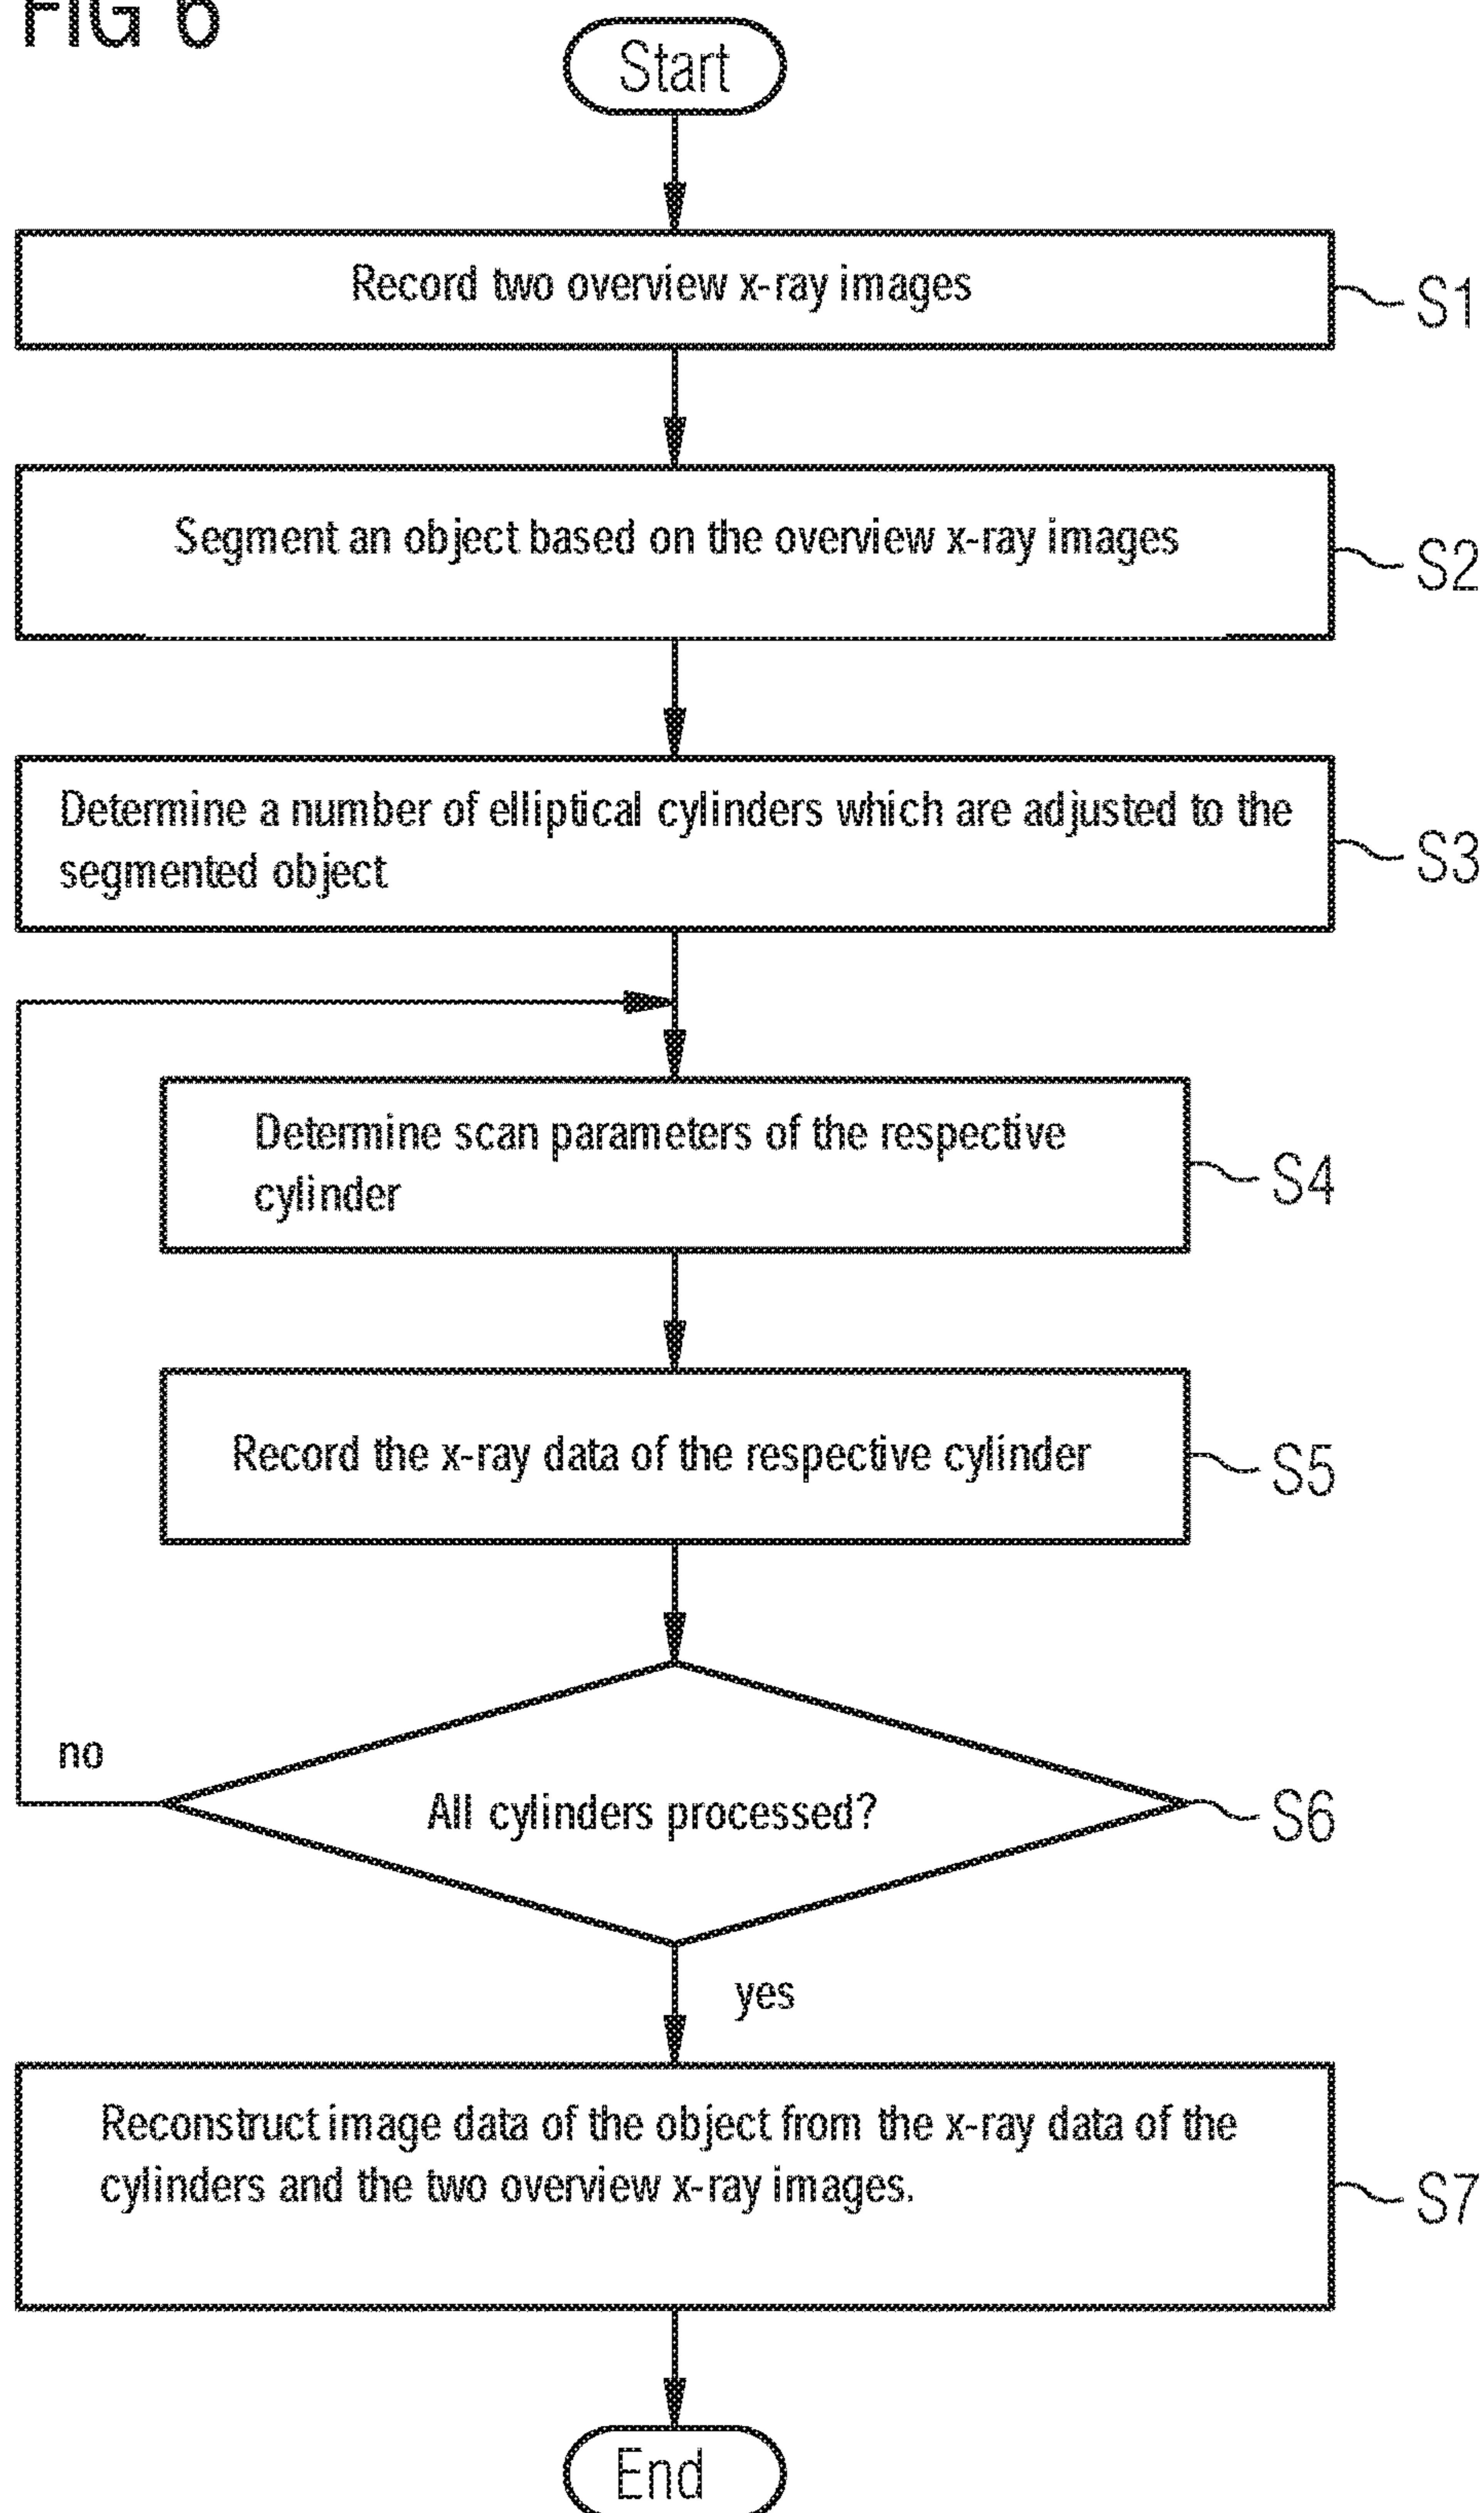 FIG 6
Start
Record two overview x-ray images
S1
Segment an object based on the overview x-ray images
S2
Determine a number of elliptical cylinders which are adjusted to the
segmented object
S3
Determine scan parameters of the respective
cylinder
S4
Record the x-ray data of the respective cylinder
S5
no
All cylinders processed?
S6
yes
Reconstruct image data of the object from the x-ray data of the
cylinders and the two overview x-ray images.
S7
End